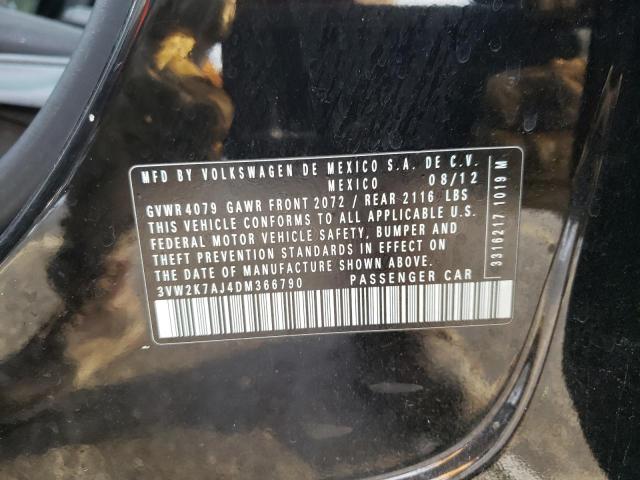 MFD BY VOLKSWAGEN DE MEXICO S.A. DE C.V.
MEXICO 08/12
GVWR 4079 GAWR FRONT 2072 / REAR 2116 LBS
THIS VEHICLE CONFORMS TO ALL APPLICABLE U.S.
FEDERAL MOTOR VEHICLE SAFETY, BUMPER AND
THEFT PREVENTION STANDARDS IN EFFECT ON
THE DATE OF MANUFACTURE SHOWN ABOVE.
3VW2K7AJ4DM366790 PASSENGER CAR
3316217 1019 M